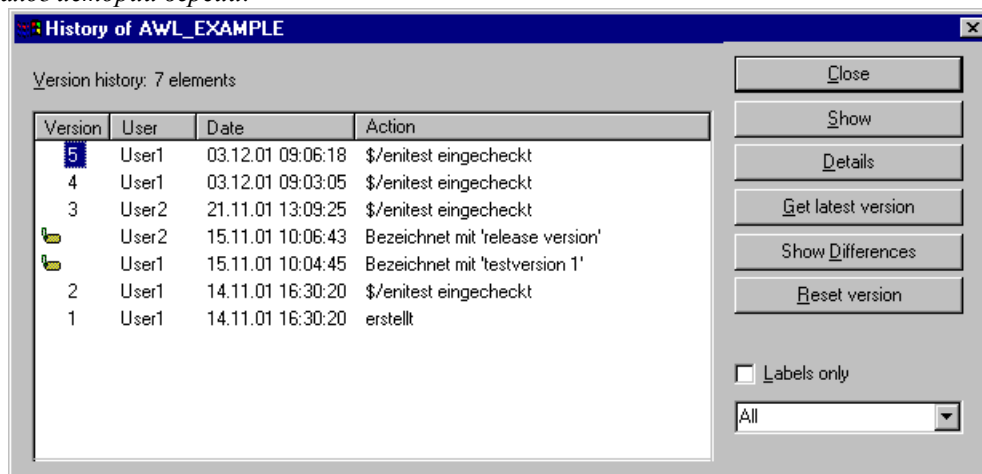 История версий:
History of AWL_EXAMPLE
Version history: 7 elements
Version User Date Action
5 User1 03.12.01 09:06:18 $/enitest eingecheckt
4 User1 03.12.01 09:03:05 $/enitest eingecheckt
3 User2 21.11.01 13:09:25 $/enitest eingecheckt
User2 15.11.01 10:06:43 Bezeichnet mit 'release version'
User1 15.11.01 10:04:45 Bezeichnet mit 'testversion 1'
2 User1 14.11.01 16:30:20 $/enitest eingecheckt
1 User1 14.11.01 16:30:20 erstellt
Close
Show
Details
Get latest version
Show Differences
Reset version
Labels only
All